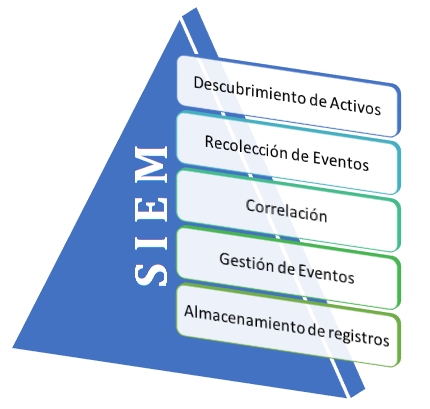 SIEM
Descubrimiento de Activos
Recolección de Eventos
Correlación
Gestión de Eventos
Almacenamiento de registros